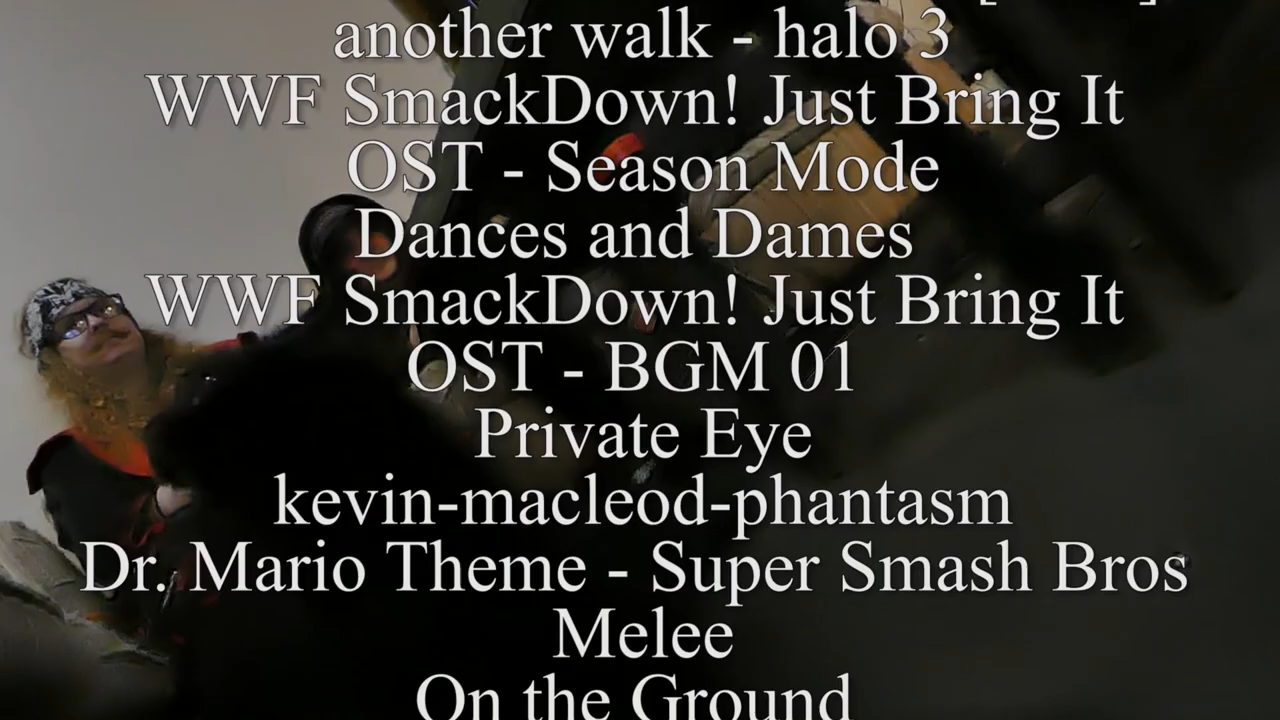 another walk - halo 3
WWF SmackDown! Just Bring It
OST - Season Mode
Dances and Dames
WWF SmackDown! Just Bring It
OST - BGM 01
Private Eye
kevin-macleod-phantasm
Dr. Mario Theme - Super Smash Bros
Melee
On the Ground